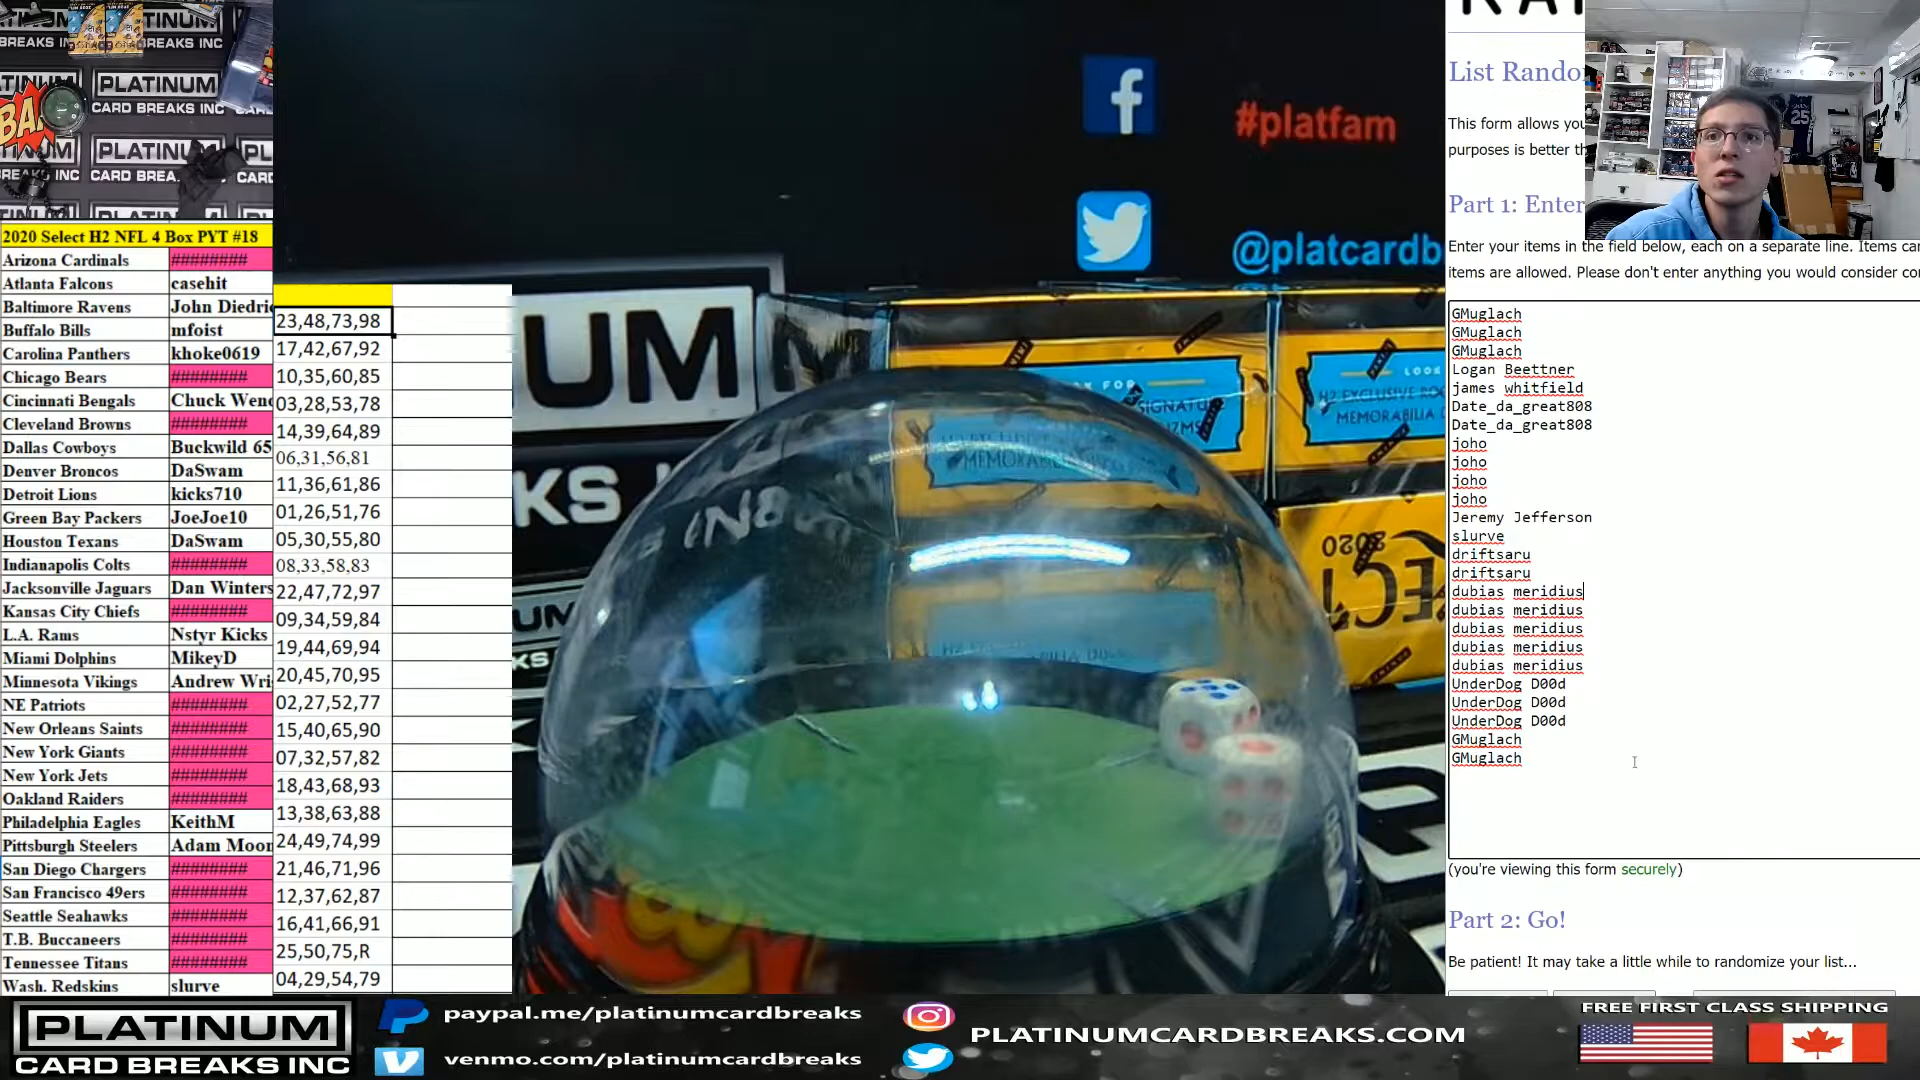 PLATINUM
CARD BREAKS INC
2020 Select H2 NFL 4 Box PYT #18
Arizona Cardinals ########
Atlanta Falcons casehit
Baltimore Ravens John Diedri
Buffalo Bills mfoist
Carolina Panthers khoke0619
Chicago Bears ########
Cincinnati Bengals Chuck Wen
Cleveland Browns ########
Dallas Cowboys Buckwild 65
Denver Broncos DaSwam
Detroit Lions kicks710
Green Bay Packers JoeJoe10
Houston Texans DaSwam
Indianapolis Colts ########
Jacksonville Jaguars Dan Winters
Kansas City Chiefs ########
L.A. Rams Nstyr Kicks
Miami Dolphins MikeyD
Minnesota Vikings Andrew Wri
NE Patriots ########
New Orleans Saints ########
New York Giants ########
New York Jets ########
Oakland Raiders ########
Philadelphia Eagles KeithM
Pittsburgh Steelers Adam Moon
San Diego Chargers ########
San Francisco 49ers ########
Seattle Seahawks ########
T.B. Buccaneers ########
Tennessee Titans ########
Wash. Redskins slurve
23,48,73,98
17,42,67,92
10,35,60,85
03,28,53,78
14,39,64,89
06,31,56,81
11,36,61,86
01,26,51,76
05,30,55,80
08,33,58,83
22,47,72,97
09,34,59,84
19,44,69,94
20,45,70,95
02,27,52,77
15,40,65,90
07,32,57,82
18,43,68,93
13,38,63,88
24,49,74,99
21,46,71,96
12,37,62,87
16,41,66,91
25,50,75,R
04,29,54,79
#platfam
@platcardb
UM
KS
SIGNATU
H2 EXCLUSIVE
MEMORABILIA
2020
List Rando
This form allows you
purposes is better th
Part 1: Enter
Enter your items in the field below, each on a separate line. Items can
items are allowed. Please don't enter anything you would consider co
GMuglach
GMuglach
GMuglach
Logan Beettner
james whitfield
Date_da_great808
Date_da_great808
joho
joho
joho
joho
Jeremy Jefferson
slurve
driftsaru
driftsaru
dubias meridius
dubias meridius
dubias meridius
dubias meridius
dubias meridius
UnderDog D00d
UnderDog D00d
UnderDog D00d
GMuglach
GMuglach
(you're viewing this form securely)
Part 2: Go!
Be patient! It may take a little while to randomize your list...
25
PLATINUM
CARD BREAKS INC
paypal.me/platinumcardbreaks
venmo.com/platinumcardbreaks
PLATINUMCARDBREAKS.COM
FREE FIRST CLASS SHIPPING